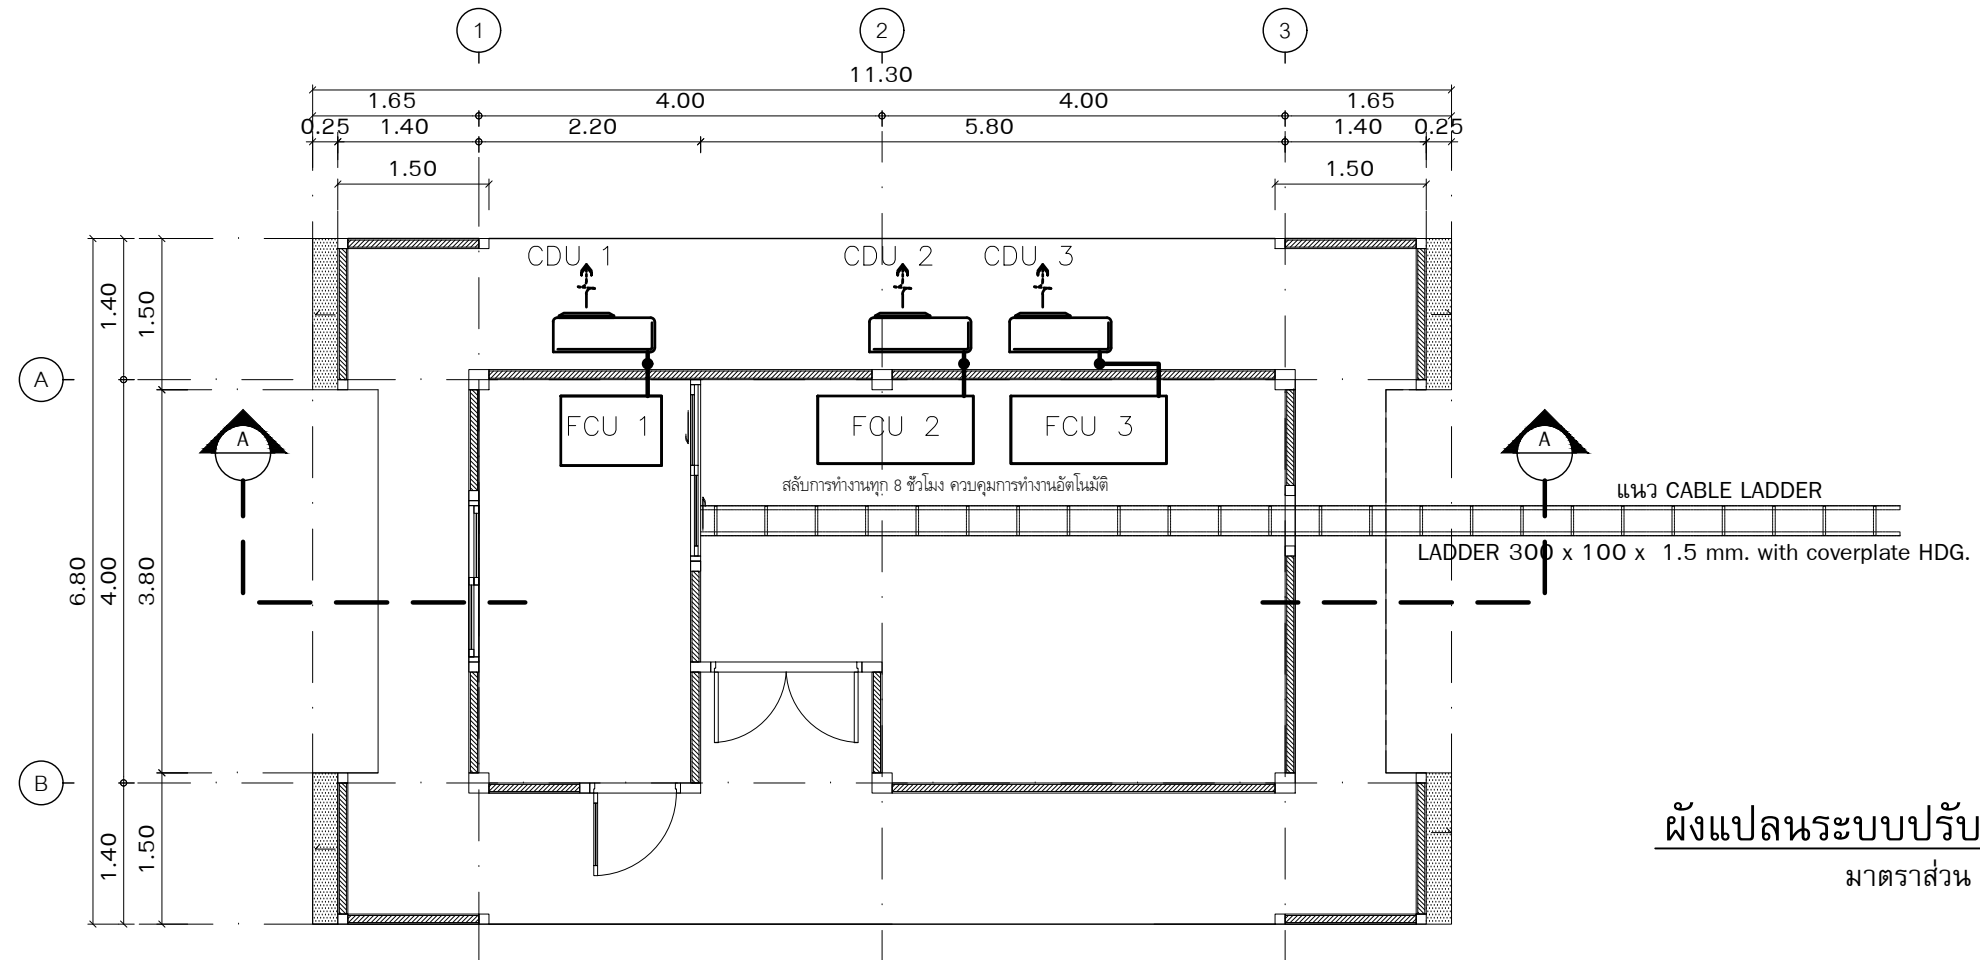 1 2 3
11.30
1.65 4.00 4.00 1.65
0.25 1.40 2.20 5.80 1.40 0.25
1.50 1.50
CDU 1 CDU 2 CDU 3
1.40 1.50
A
FCU 1 FCU 2 FCU 3
A A
สลับการทำงานทุก 8 ชั่วโมง ควบคุมการทำงานอัตโนมัติ
แนว CABLE LADDER
LADDER 300 x 100 x 1.5 mm. with coverplate HDG.
6.80 4.00 3.80
B
1.40 1.50
ผังแปลนระบบปรับ
มาตราส่วน